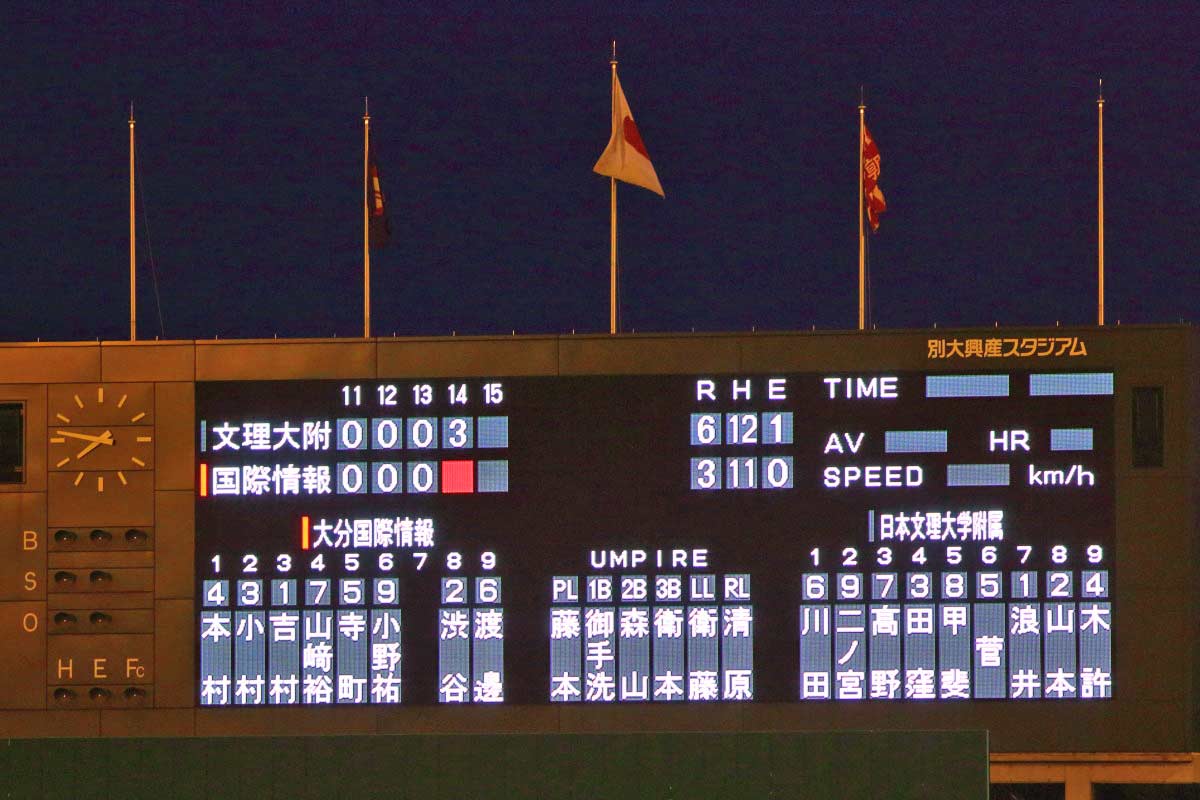 別大興産スタジアム
11 12 13 14 15 R H E
文理大附 0 0 0 3 6 12 1
国際情報 0 0 0 3 11 0
TIME
AV HR
SPEED km/h
大分国際情報
1 2 3 4 5 6 7 8 9
4 3 1 7 5 9 2 6
本村 小村 吉村 山﨑裕 寺町 小野祐 渋谷 渡邊
UMPIRE
PL 1B 2B 3B LL RL
藤本 御手洗 森山 衛本 衛藤 清原
日本文理大学附属
1 2 3 4 5 6 7 8 9
6 9 7 3 8 5 1 2 4
川田 二ノ宮 髙野 田窪 甲斐 菅 浪井 山本 木許
B
S
O
H E Fc